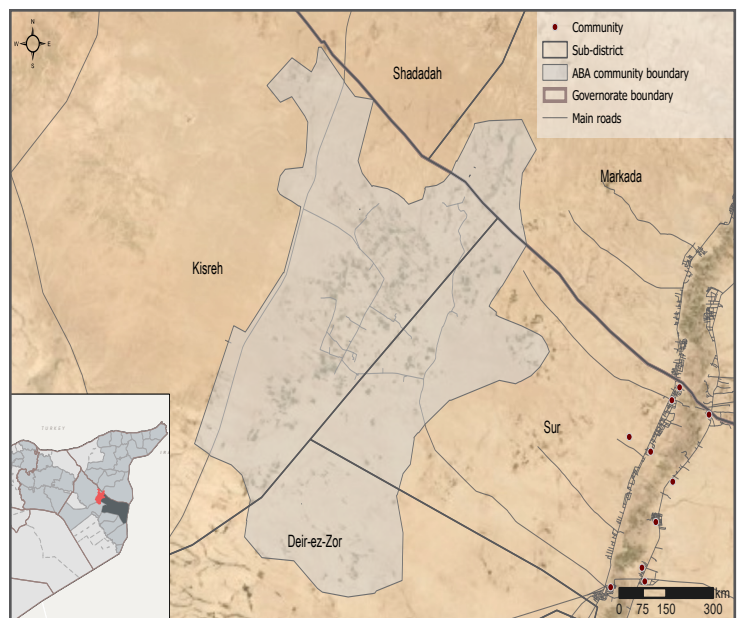 N
W E
S
Community
Sub-district
ABA community boundary
Governorate boundary
Main roads
Shadadah
Markada
Kisreh
Sur
Deir-ez-Zor
TURKEY
km
0 75 150 300